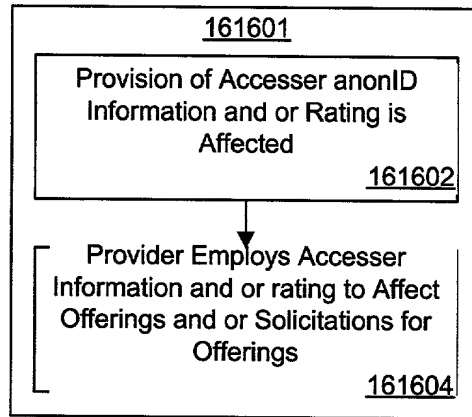 161601
Provision of Accesser anonID
Information and or Rating is
Affected
161602
Provider Employs Accesser
Information and or rating to Affect
Offerings and or Solicitations for
Offerings
161604